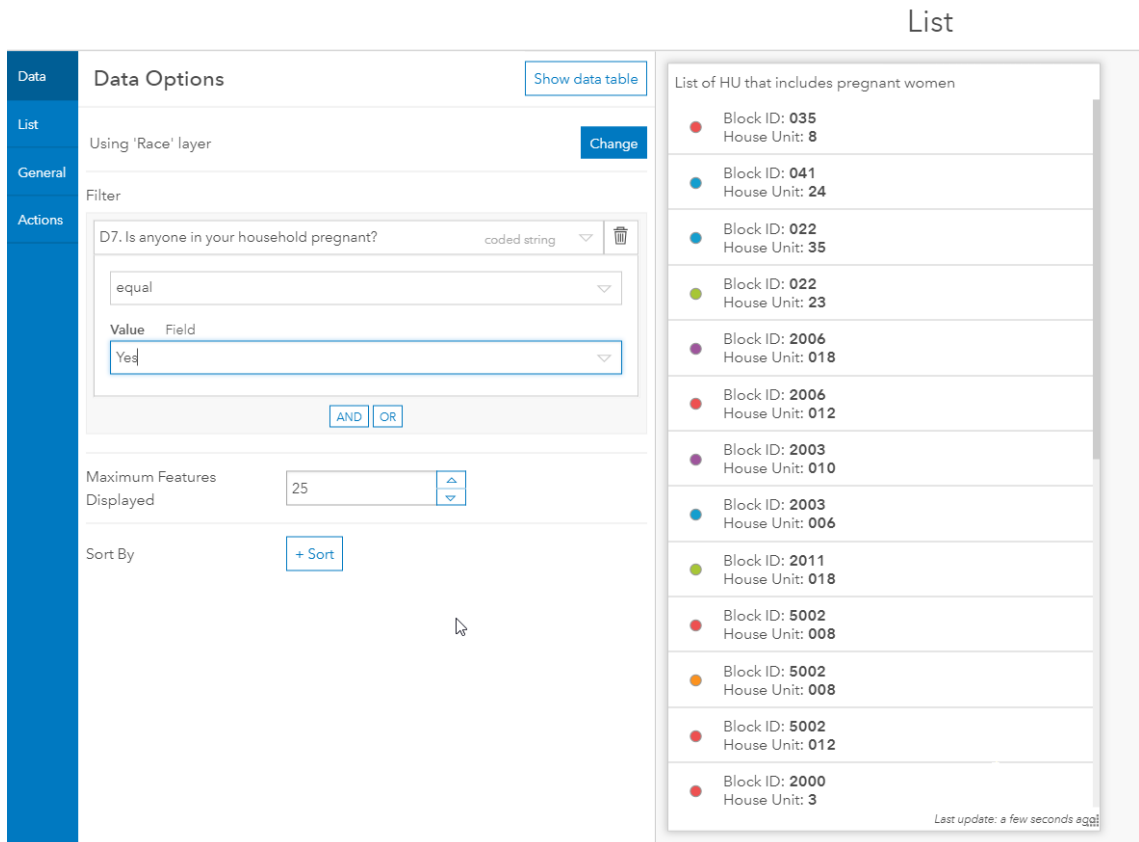 List
Data
List
General
Actions
Data Options
Show data table
Using 'Race' layer
Change
Filter
D7. Is anyone in your household pregnant?
coded string
equal
Value Field
Yes
AND OR
Maximum Features
Displayed
25
Sort By
+ Sort
List of HU that includes pregnant women
Block ID: 035
House Unit: 8
Block ID: 041
House Unit: 24
Block ID: 022
House Unit: 35
Block ID: 022
House Unit: 23
Block ID: 2006
House Unit: 018
Block ID: 2006
House Unit: 012
Block ID: 2003
House Unit: 010
Block ID: 2003
House Unit: 006
Block ID: 2011
House Unit: 018
Block ID: 5002
House Unit: 008
Block ID: 5002
House Unit: 008
Block ID: 5002
House Unit: 012
Block ID: 2000
House Unit: 3
Last update: a few seconds ago